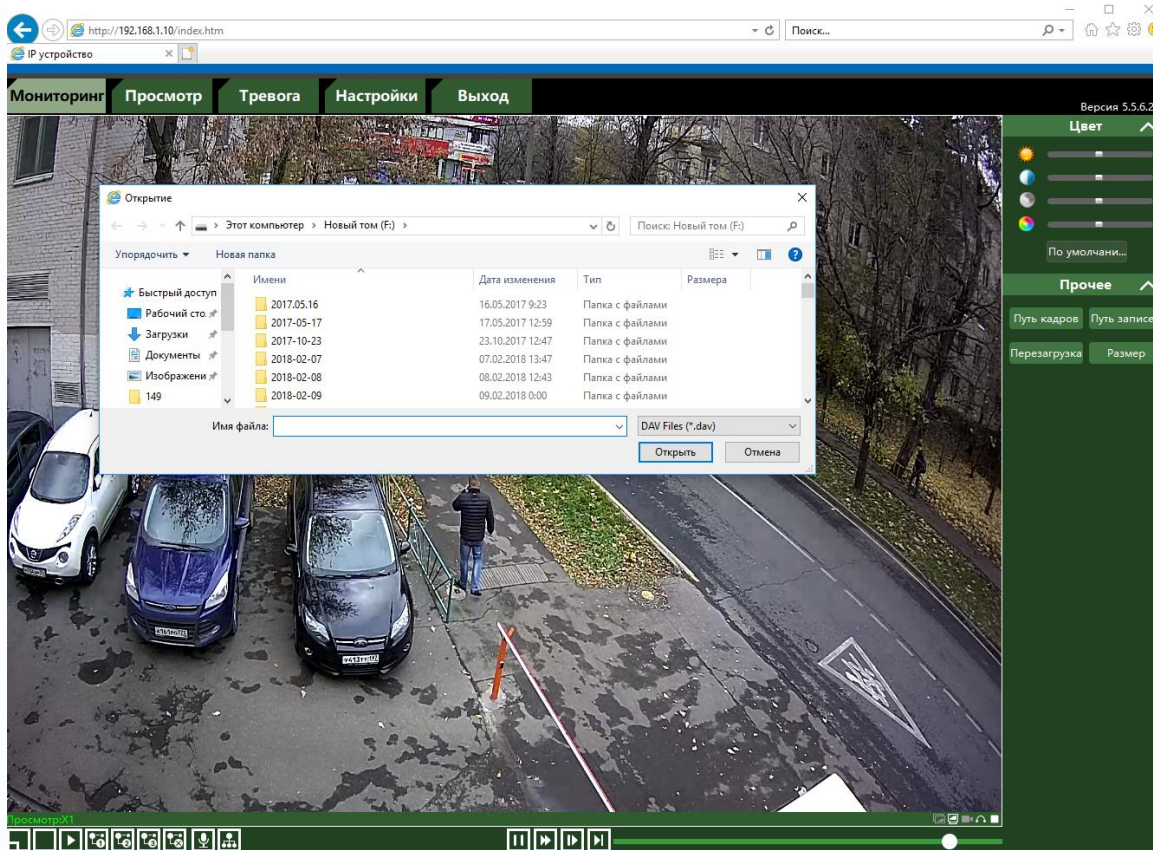 http://192.168.1.10/index.htm
Поиск...
IP устройство
Мониторинг Просмотр Тревога Настройки Выход
Версия 5.5.6.2
Цвет
По умолчани...
Прочее
Путь кадров Путь записе
Перезагрузка Размер
Открытие
Этот компьютер > Новый том (F:) >
Поиск: Новый том (F:)
Упорядочить Новая папка
Имени Дата изменения Тип Размера
Быстрый доступ
Рабочий сто.
Загрузки
Документы
Изображени
149
2017.05.16 16.05.2017 9:23 Папка с файлами
2017-05-17 17.05.2017 12:59 Папка с файлами
2017-10-23 23.10.2017 12:47 Папка с файлами
2018-02-07 07.02.2018 13:47 Папка с файлами
2018-02-08 08.02.2018 12:43 Папка с файлами
2018-02-09 09.02.2018 0:00 Папка с файлами
Имя файла:
DAV Files (*.dav)
Открыть Отмена
Просмотр:X1